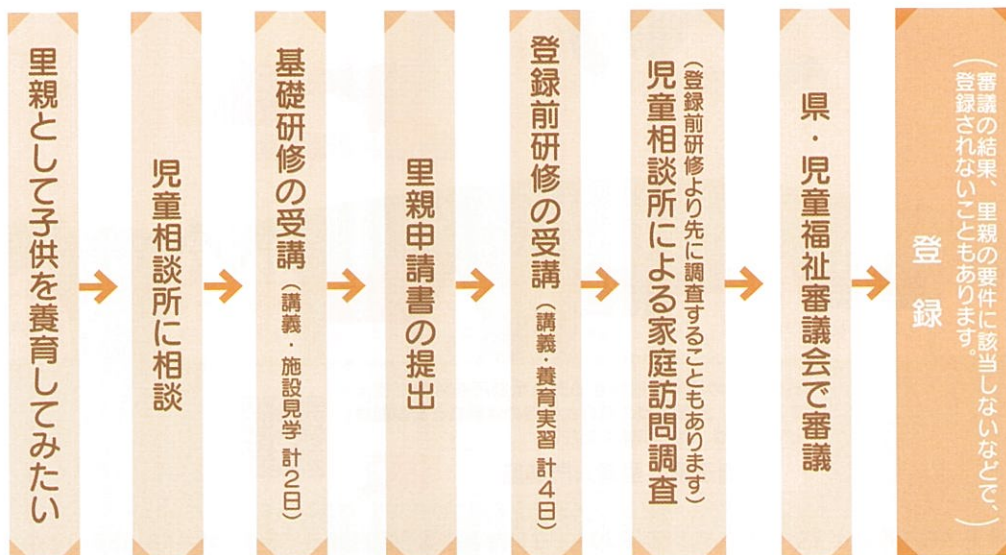 里親として子供を養育してみたい
児童相談所に相談
基礎研修の受講（講義・施設見学 計2日）
里親申請書の提出
登録前研修の受講（講義・養育実習 計4日）
児童相談所による家庭訪問調査
（登録前研修より先に調査することもあります）
県・児童福祉審議会で審議
登録
（審議の結果、里親の要件に該当しないなどで、
登録されないこともあります。）